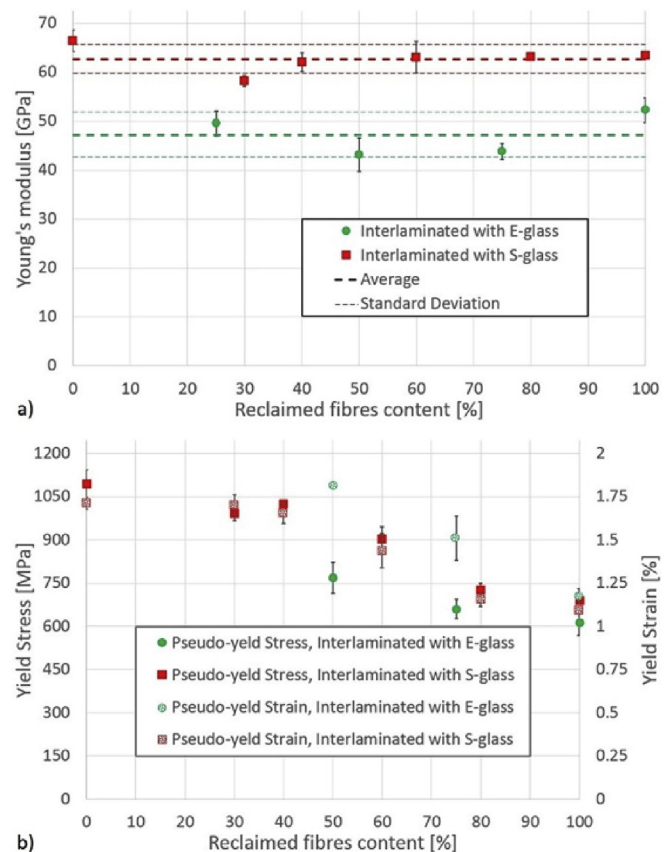 70
60
50
40
30
20
10
0
Young's modulus [GPa]
Interlaminated with E-glass
Interlaminated with S-glass
Average
Standard Deviation
0 10 20 30 40 50 60 70 80 90 100
a) Reclaimed fibres content [%]
1200 2
1050 1.75
900 1.5
750 1.25
600 1
450 0.75
300 0.5
150 0.25
0 0
Yield Stress [MPa]
Yield Strain [%]
Pseudo-yeld Stress, Interlaminated with E-glass
Pseudo-yeld Stress, Interlaminated with S-glass
Pseudo-yeld Strain, Interlaminated with E-glass
Pseudo-yeld Strain, Interlaminated with S-glass
0 10 20 30 40 50 60 70 80 90 100
b) Reclaimed fibres content [%]